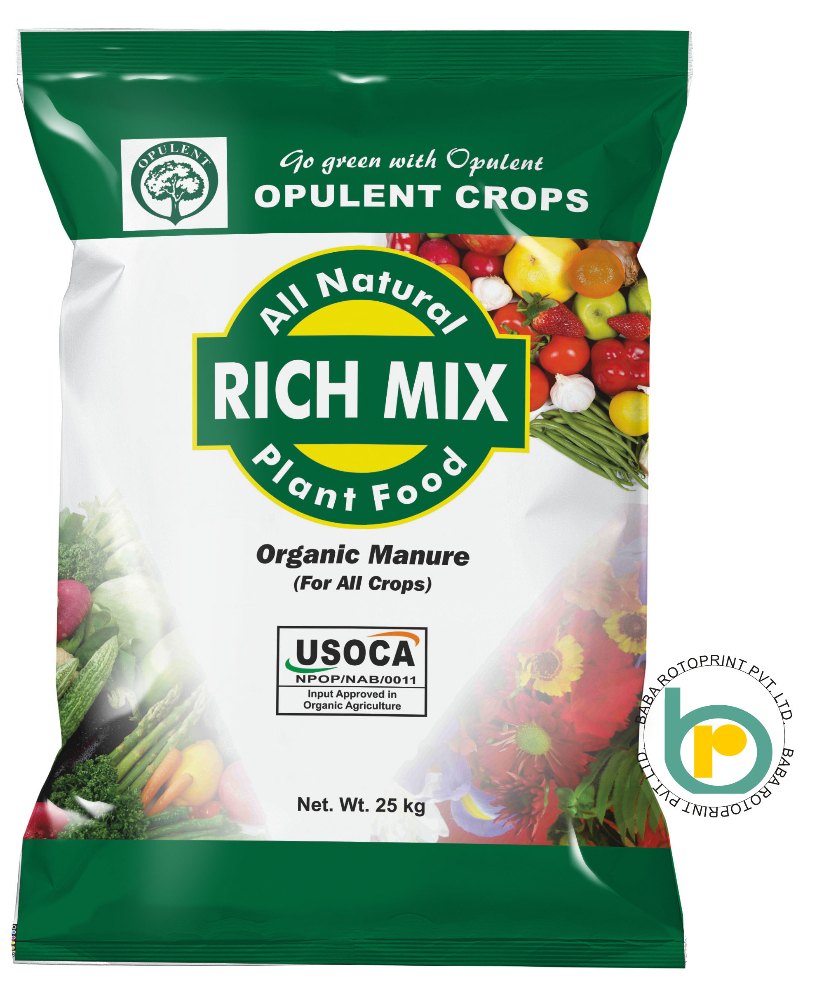 OPULENT
Go green with Opulent
OPULENT CROPS
All Natural
RICH MIX
Plant Food
Organic Manure
(For All Crops)
USOCA
NPOP/NAB/0011
Input Approved in
Organic Agriculture
Net. Wt. 25 kg
BABA ROTOPRINT PVT. LTD.
BABA ROTOPRINT PVT. LTD.
br